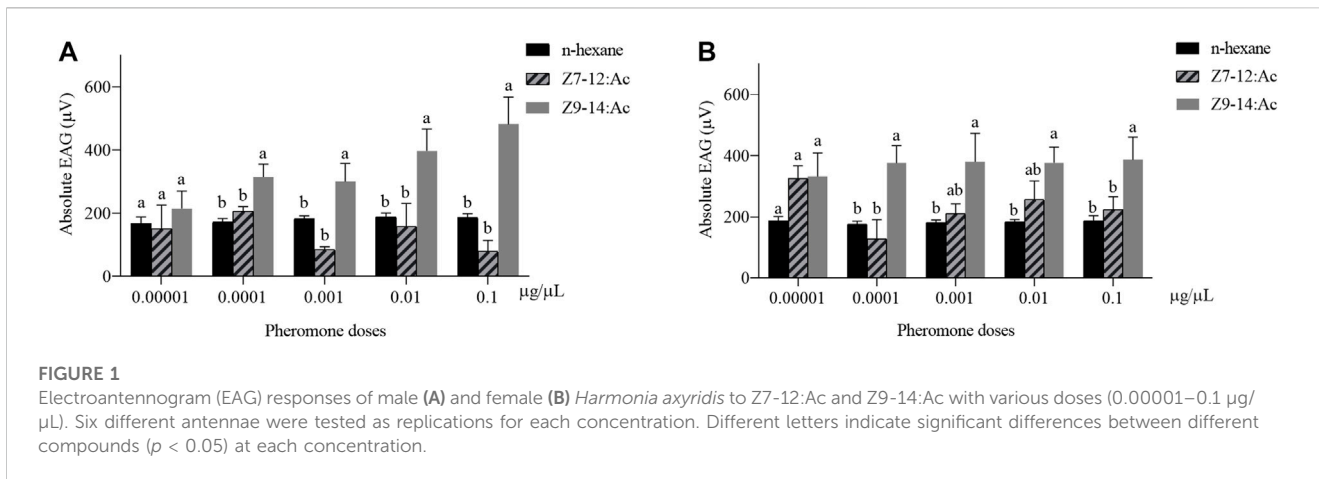 A
n-hexane
Z7-12:Ac
Z9-14:Ac
Absolute EAG (μV)
600
400
200
0
a a a
b b a
b b a
b b a
b b a
0.00001 0.0001 0.001 0.01 0.1 μg/μL
Pheromone doses
B
n-hexane
Z7-12:Ac
Z9-14:Ac
Absolute EAG (μV)
600
400
200
0
a a a
b b a
b ab a
b ab a
b b a
0.00001 0.0001 0.001 0.01 0.1 μg/μL
Pheromone doses
FIGURE 1
Electroantennogram (EAG) responses of male (A) and female (B) Harmonia axyridis to Z7-12:Ac and Z9-14:Ac with various doses (0.00001–0.1 μg/
μL). Six different antennae were tested as replications for each concentration. Different letters indicate significant differences between different
compounds (p < 0.05) at each concentration.